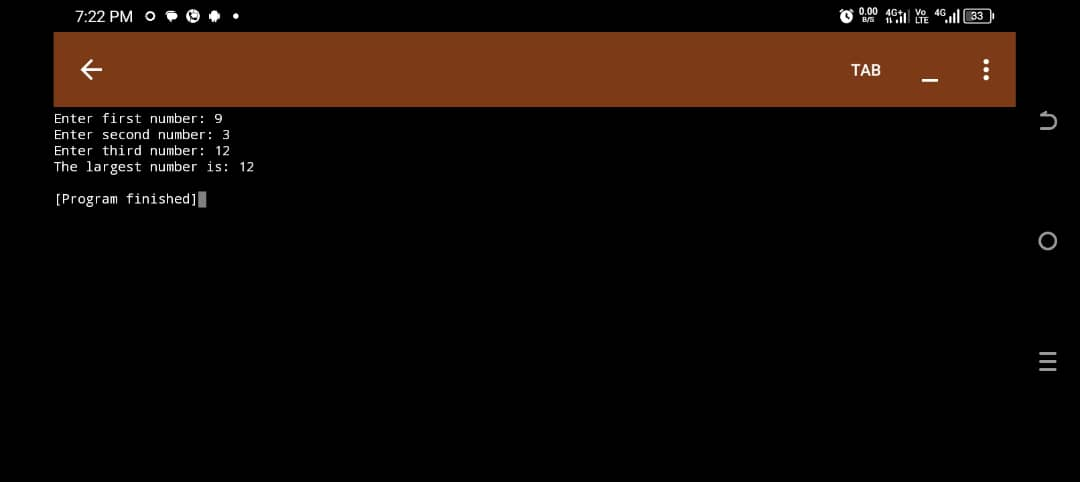 7:22 PM
0.00 B/S 4G+ Vo LTE 4G 33
TAB
Enter first number: 9
Enter second number: 3
Enter third number: 12
The largest number is: 12
[Program finished]